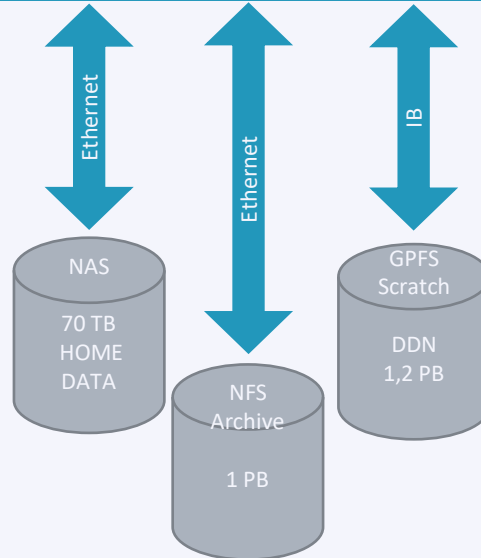 Ethernet
Ethernet
IB
NAS
70 TB
HOME
DATA
NFS
Archive
1 PB
GPFS
Scratch
DDN
1,2 PB